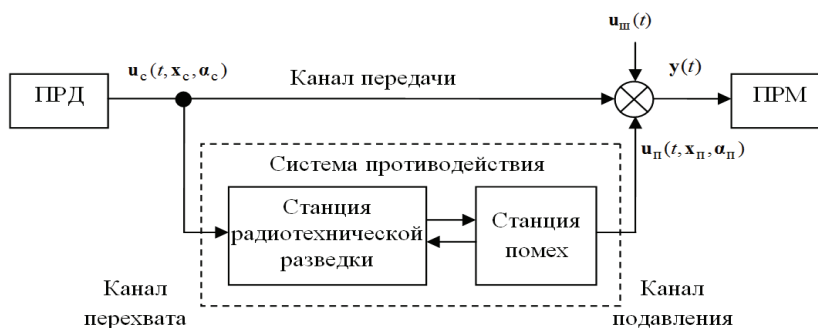 u_ш(t)
u_с(t, x_с, α_с)
y(t)
Канал передачи
ПРД
ПРМ
u_п(t, x_п, α_п)
Система противодействия
Станция
радиотехнической
разведки
Станция
помех
Канал
перехвата
Канал
подавления